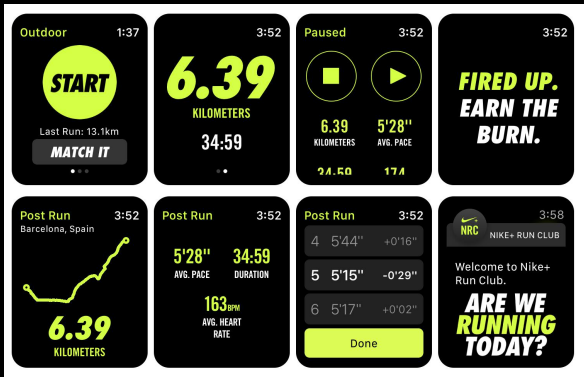 Outdoor 1:37
START
Last Run: 13.1km
MATCH IT
3:52
6.39
KILOMETERS
34:59
Paused 3:52
6.39 5'28"
KILOMETERS AVG. PACE
34:59 174
3:52
FIRED UP.
EARN THE
BURN.
Post Run 3:52
Barcelona, Spain
6.39
KILOMETERS
Post Run 3:52
5'28" 34:59
AVG. PACE DURATION
163BPM
AVG. HEART
RATE
Post Run 3:52
4 5'44" +0'16"
5 5'15" -0'29"
6 5'17" +0'02"
Done
3:58
NRC NIKE+ RUN CLUB
Welcome to Nike+
Run Club.
ARE WE
RUNNING
TODAY?